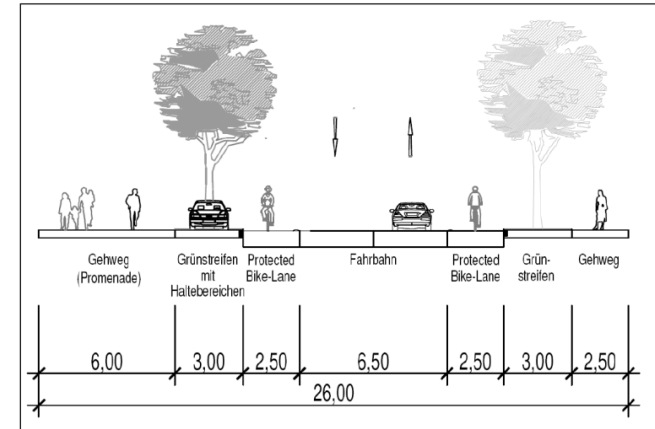 Gehweg
(Promenade)
Grünstreifen
mit
Haltebereichen
Protected
Bike-Lane
Fahrbahn
Protected
Bike-Lane
Grün-
streifen
Gehweg
6,00
3,00
2,50
6,50
2,50
3,00
2,50
26,00